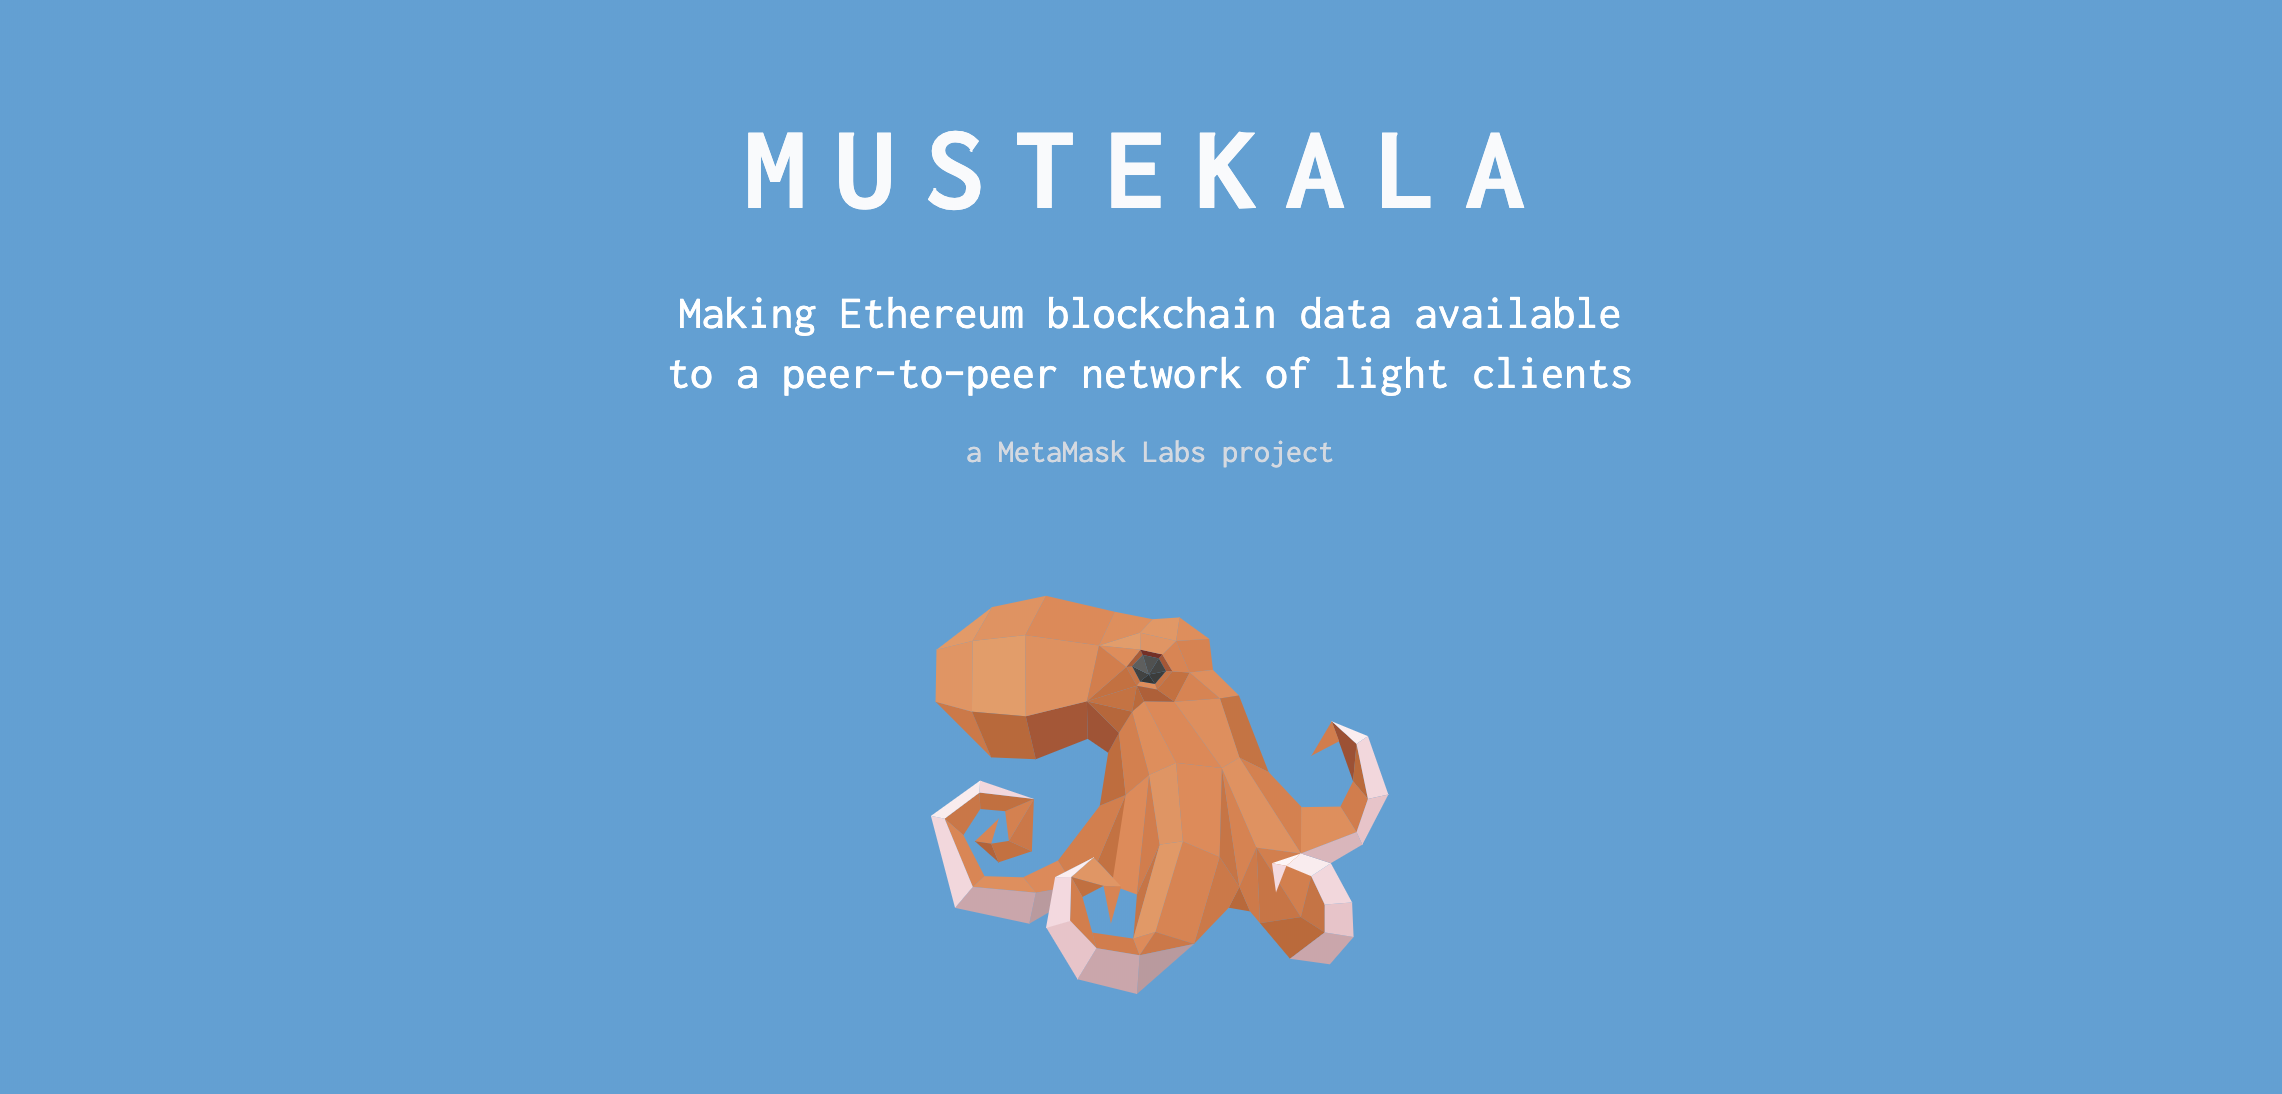 MUSTEKALA
Making Ethereum blockchain data available
to a peer-to-peer network of light clients
a MetaMask Labs project